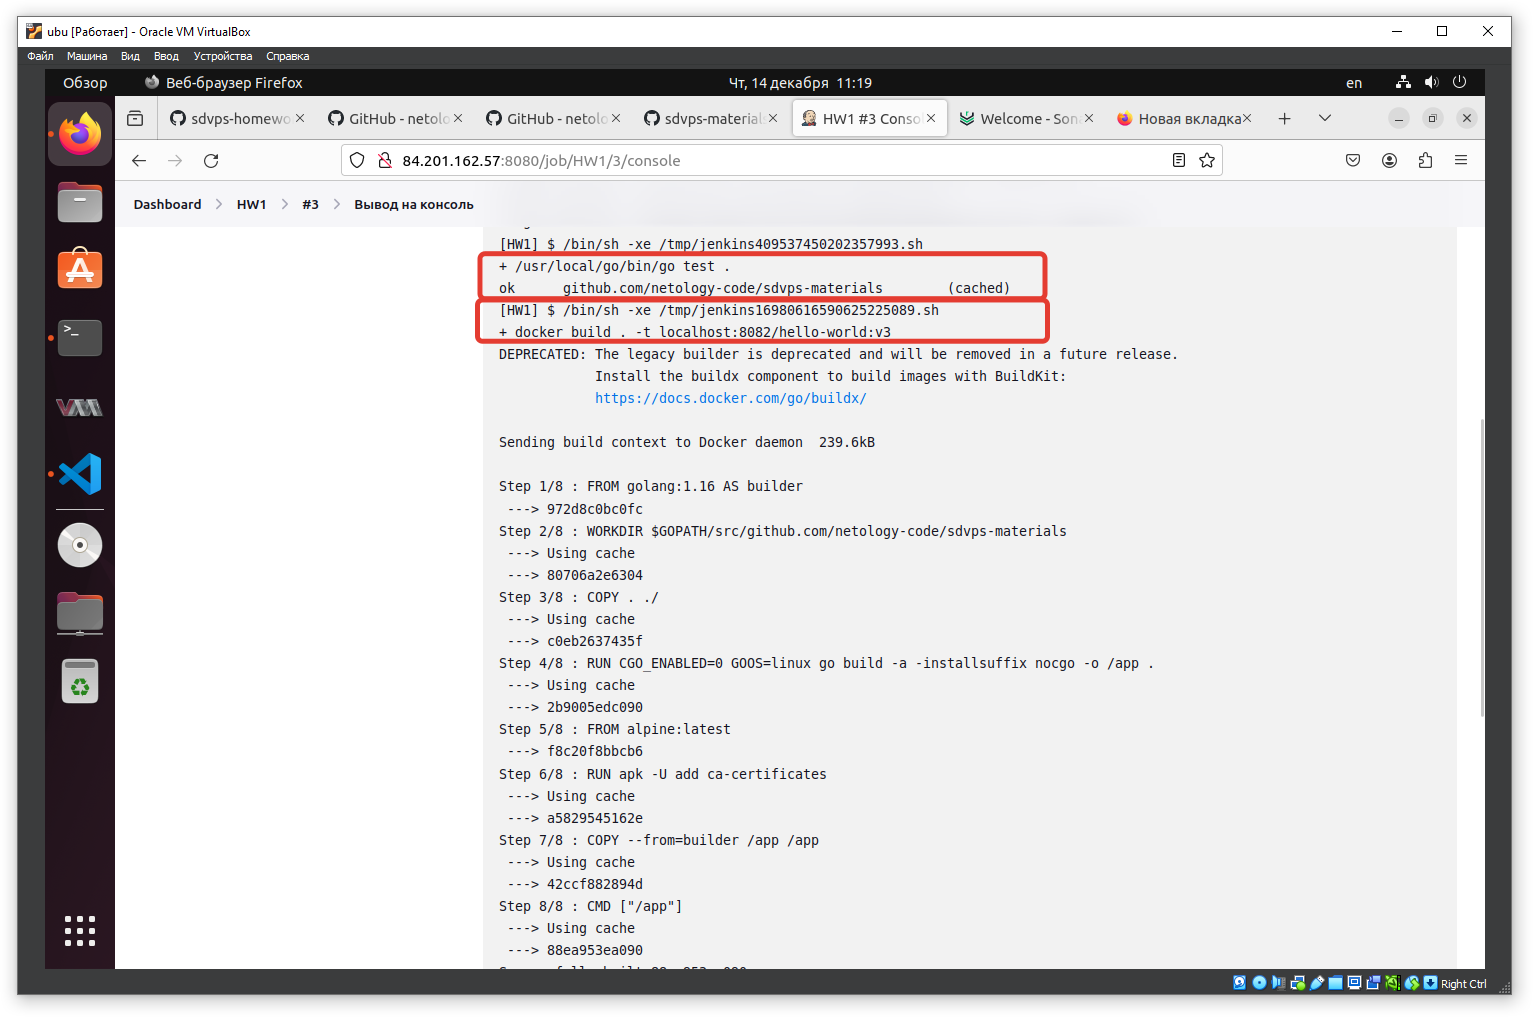 ubu [Работает] - Oracle VM VirtualBox
Файл Машина Вид Ввод Устройства Справка
Обзор Веб-браузер Firefox Чт, 14 декабря 11:19 en
sdvps-homewo GitHub - netolo GitHub - netolo sdvps-materials HW1 #3 Conso Welcome - Sona Новая вкладка
84.201.162.57:8080/job/HW1/3/console
Dashboard > HW1 > #3 > Вывод на консоль
[HW1] $ /bin/sh -xe /tmp/jenkins409537450202357993.sh
+ /usr/local/go/bin/go test .
ok github.com/netology-code/sdvps-materials (cached)
[HW1] $ /bin/sh -xe /tmp/jenkins16980616590625225089.sh
+ docker build . -t localhost:8082/hello-world:v3
DEPRECATED: The legacy builder is deprecated and will be removed in a future release.
Install the buildx component to build images with BuildKit:
https://docs.docker.com/go/buildx/
Sending build context to Docker daemon 239.6kB
Step 1/8 : FROM golang:1.16 AS builder
---> 972d8c0bc0fc
Step 2/8 : WORKDIR $GOPATH/src/github.com/netology-code/sdvps-materials
---> Using cache
---> 80706a2e6304
Step 3/8 : COPY . ./
---> Using cache
---> c0eb2637435f
Step 4/8 : RUN CGO_ENABLED=0 GOOS=linux go build -a -installsuffix nocgo -o /app .
---> Using cache
---> 2b9005edc090
Step 5/8 : FROM alpine:latest
---> f8c20f8bbcb6
Step 6/8 : RUN apk -U add ca-certificates
---> Using cache
---> a5829545162e
Step 7/8 : COPY --from=builder /app /app
---> Using cache
---> 42ccf882894d
Step 8/8 : CMD ["/app"]
---> Using cache
---> 88ea953ea090
Right Ctrl